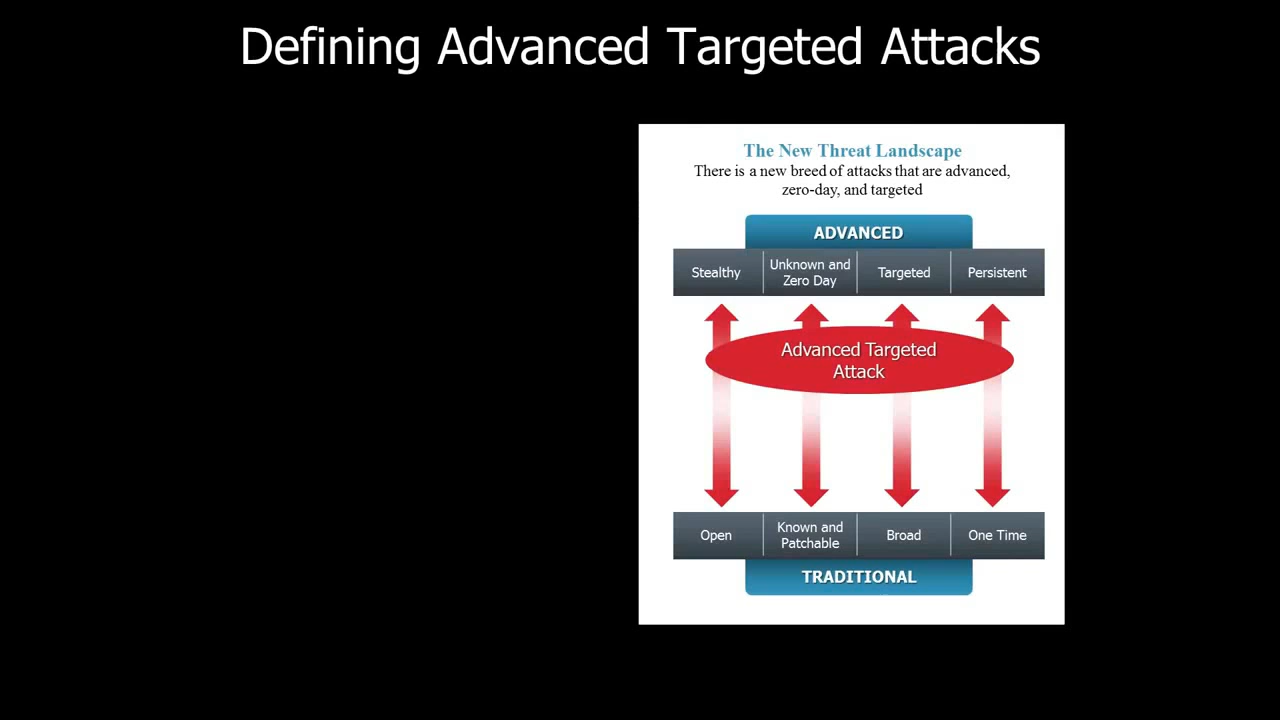 Defining Advanced Targeted Attacks
The New Threat Landscape
There is a new breed of attacks that are advanced,
zero-day, and targeted
ADVANCED
Stealthy
Unknown and
Zero Day
Targeted
Persistent
Advanced Targeted
Attack
Open
Known and
Patchable
Broad
One Time
TRADITIONAL